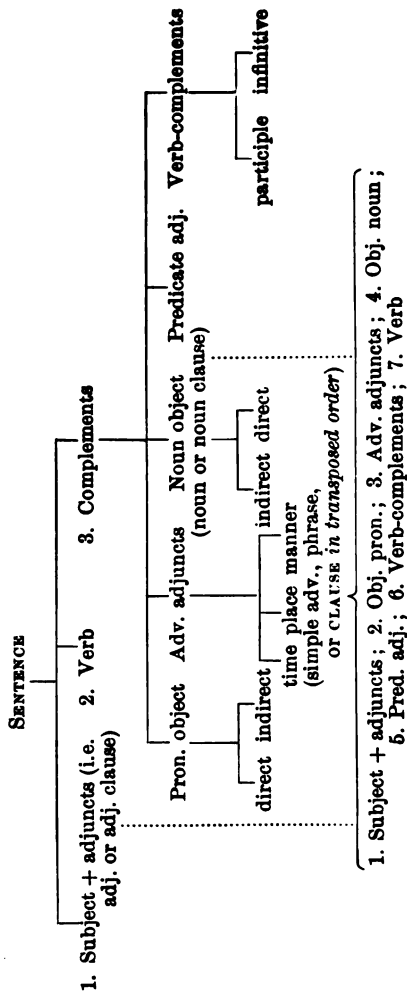 SENTENCE
1. Subject + adjuncts (i.e. adj. or adj. clause)
2. Verb
3. Complements
Pron. object
Adv. adjuncts
Noun object (noun or noun clause)
Predicate adj.
Verb-complements
direct indirect
time place manner
(simple adv., phrase,
or CLAUSE in transposed order)
indirect direct
participle infinitive
1. Subject + adjuncts; 2. Obj. pron.; 3. Adv. adjuncts; 4. Obj. noun;
5. Pred. adj.; 6. Verb-complements; 7. Verb